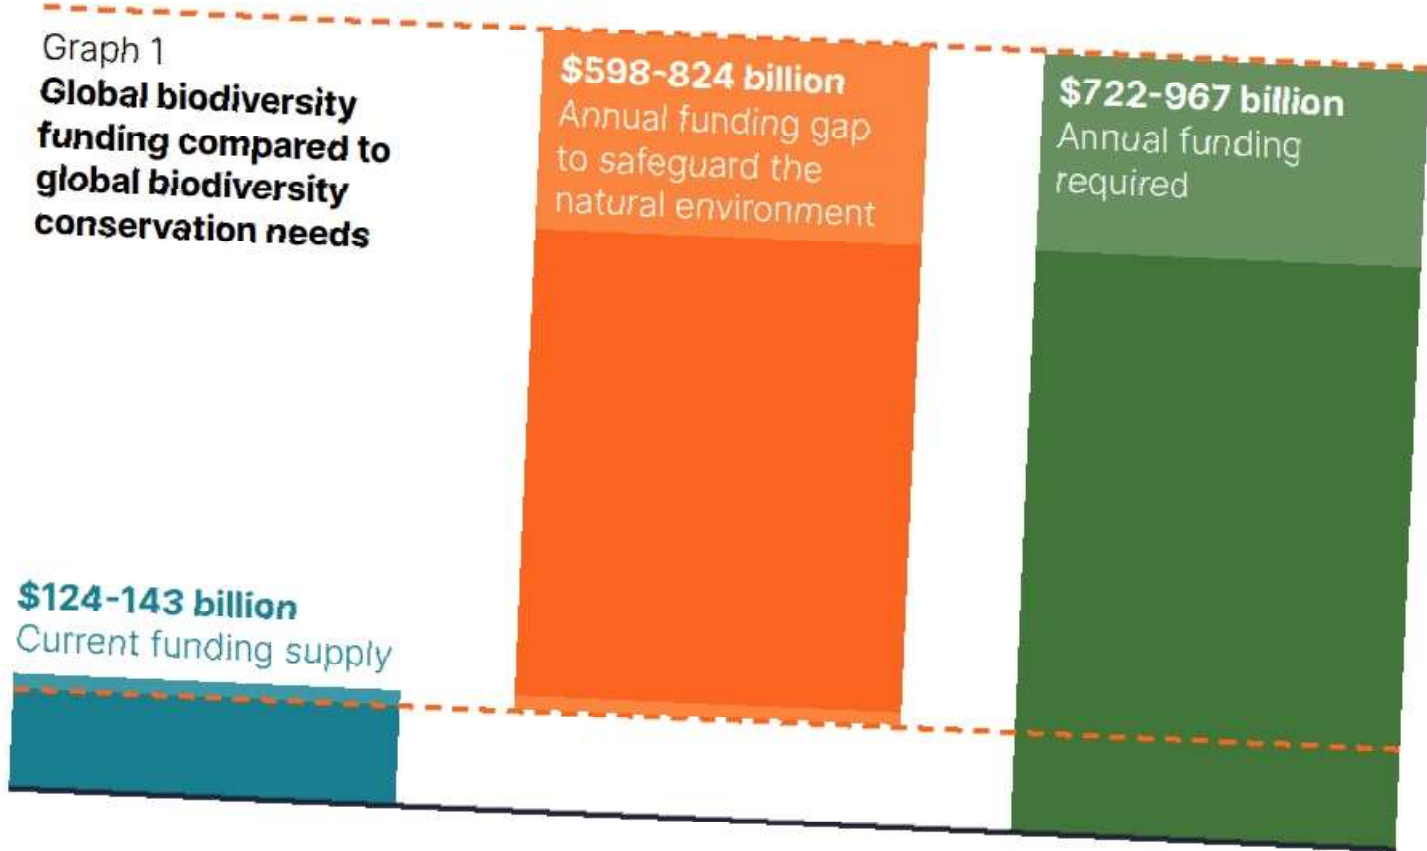 Graph 1
Global biodiversity
funding compared to
global biodiversity
conservation needs
$598-824 billion
Annual funding gap
to safeguard the
natural environment
$722-967 billion
Annual funding
required
$124-143 billion
Current funding supply